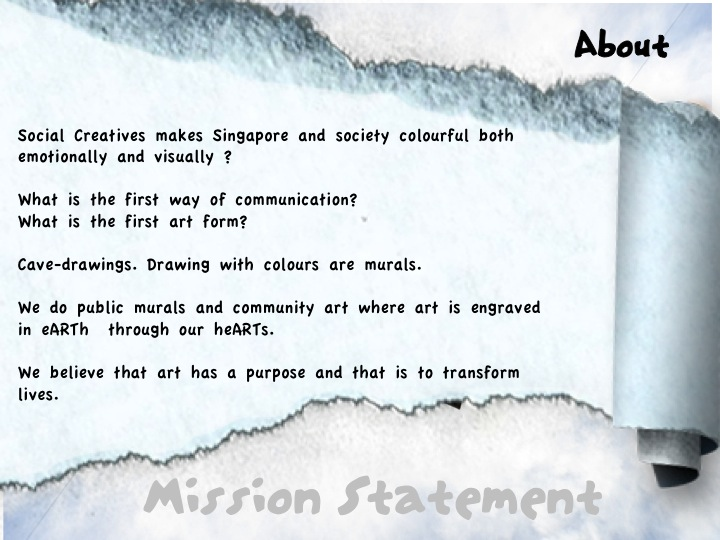 About
Social Creatives makes Singapore and society colourful both
emotionally and visually ?
What is the first way of communication?
What is the first art form?
Cave-drawings. Drawing with colours are murals.
We do public murals and community art where art is engraved
in eARTh through our heARTs.
We believe that art has a purpose and that is to transform
lives.
Mission Statement